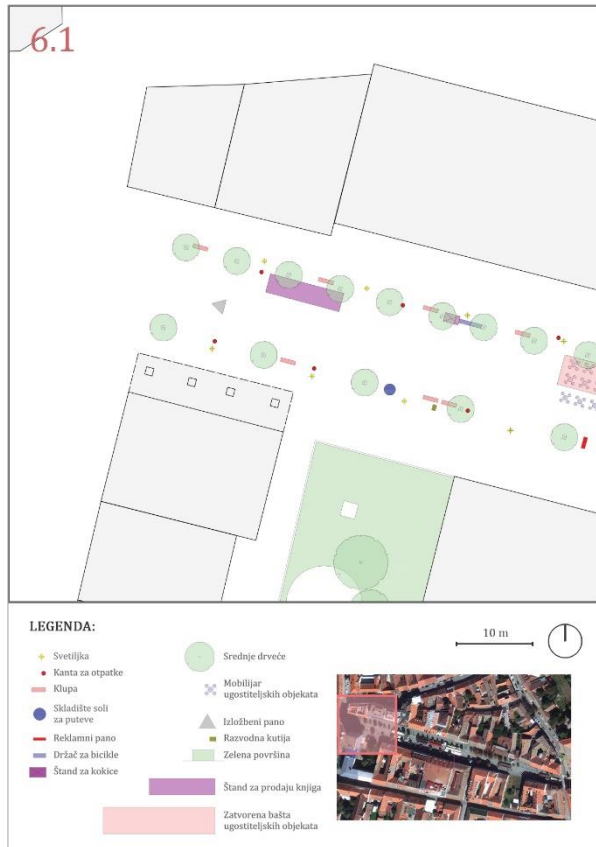 6.1
LEGENDA:
10 m
Svetiljka
Kanta za otpatke
Klupa
Skladište soli
za puteve
Reklamni pano
Držač za bicikle
Štand za kokice
Srednje drveće
Mobilijar
ugostiteljskih objekata
Izložbeni pano
Razvodna kutija
Zelena površina
Štand za prodaju knjiga
Zatvorena bašta
ugostiteljskih objekata